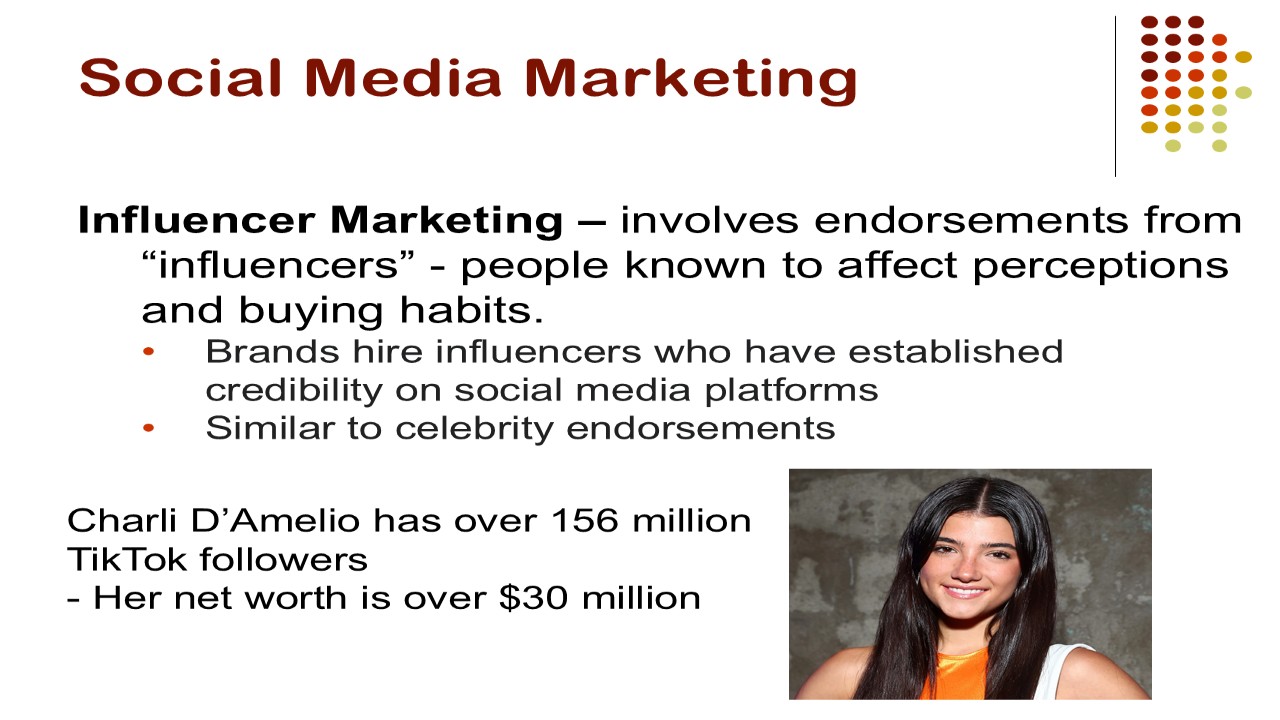 Social Media Marketing
Influencer Marketing – involves endorsements from
“influencers” - people known to affect perceptions
and buying habits.
• Brands hire influencers who have established
credibility on social media platforms
• Similar to celebrity endorsements
Charli D’Amelio has over 156 million
TikTok followers
- Her net worth is over $30 million